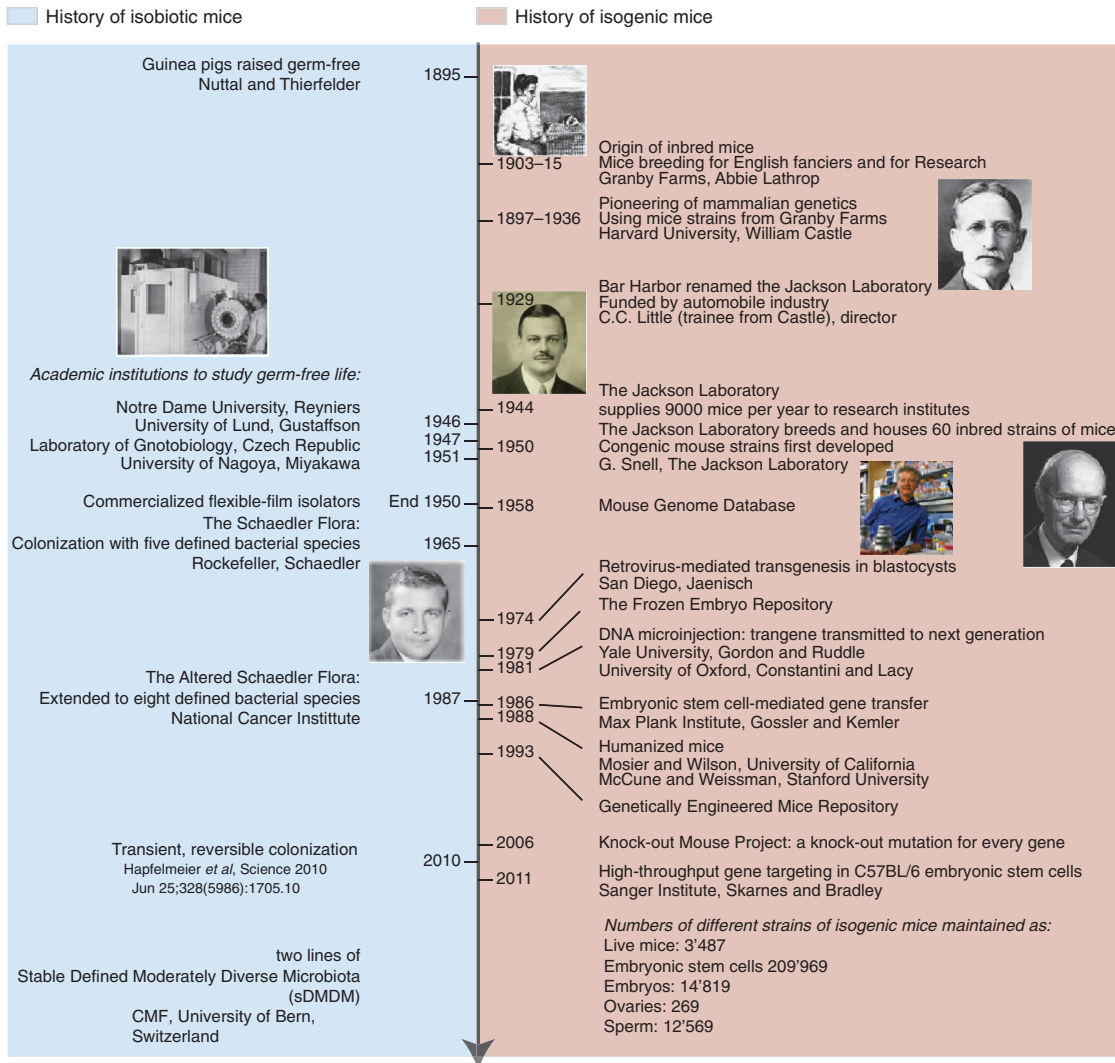 History of isobiotic mice
History of isogenic mice
Guinea pigs raised germ-free
Nuttal and Thierfelder
1895
Origin of inbred mice
1903–15
Mice breeding for English fanciers and for Research
Granby Farms, Abbie Lathrop
Pioneering of mammalian genetics
1897–1936
Using mice strains from Granby Farms
Harvard University, William Castle
Bar Harbor renamed the Jackson Laboratory
1929
Funded by automobile industry
C.C. Little (trainee from Castle), director
Academic institutions to study germ-free life:
Notre Dame University, Reyniers
University of Lund, Gustaffson
1946
Laboratory of Gnotobiology, Czech Republic
1947
University of Nagoya, Miyakawa
1951
The Jackson Laboratory
1944
supplies 9000 mice per year to research institutes
The Jackson Laboratory breeds and houses 60 inbred strains of mice
1950
Congenic mouse strains first developed
G. Snell, The Jackson Laboratory
Commercialized flexible-film isolators
End 1950
1958
Mouse Genome Database
The Schaedler Flora:
Colonization with five defined bacterial species
1965
Rockefeller, Schaedler
Retrovirus-mediated transgenesis in blastocysts
San Diego, Jaenisch
1974
The Frozen Embryo Repository
1979
DNA microinjection: trangene transmitted to next generation
Yale University, Gordon and Ruddle
1981
University of Oxford, Constantini and Lacy
The Altered Schaedler Flora:
Extended to eight defined bacterial species
1987
National Cancer Instittute
1986
Embryonic stem cell-mediated gene transfer
Max Plank Institute, Gossler and Kemler
1988
Humanized mice
Mosier and Wilson, University of California
McCune and Weissman, Stanford University
1993
Genetically Engineered Mice Repository
2006
Knock-out Mouse Project: a knock-out mutation for every gene
Transient, reversible colonization
2010
Hapfelmeier et al, Science 2010
Jun 25;328(5986):1705.10
2011
High-throughput gene targeting in C57BL/6 embryonic stem cells
Sanger Institute, Skarnes and Bradley
two lines of
Stable Defined Moderately Diverse Microbiota
(sDMDM)
CMF, University of Bern,
Switzerland
Numbers of different strains of isogenic mice maintained as:
Live mice: 3'487
Embryonic stem cells 209'969
Embryos: 14'819
Ovaries: 269
Sperm: 12'569